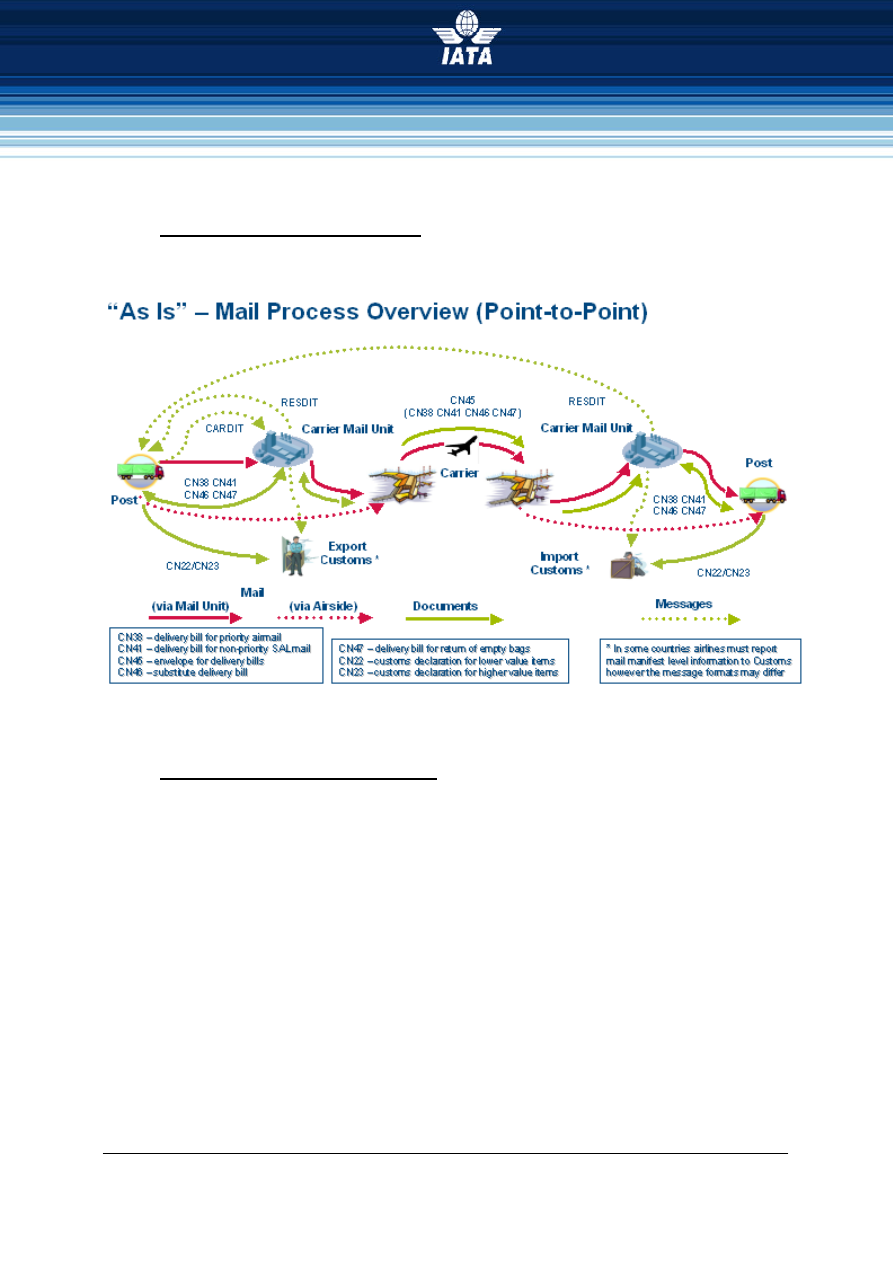 IATA
“As Is” – Mail Process Overview (Point-to-Point)
RESDIT
CARDIT
Carrier Mail Unit
CN45
(CN38 CN41 CN46 CN47)
RESDIT
Carrier Mail Unit
Carrier
Post
Post
CN38 CN41
CN46 CN47
CN38 CN41
CN46 CN47
Export
Customs *
Import
Customs *
CN22/CN23
CN22/CN23
Mail
(via Mail Unit)
(via Airside)
Documents
Messages
CN38 – delivery bill for priority airmail
CN41 – delivery bill for non-priority SALmail
CN45 – envelope for delivery bills
CN46 – substitute delivery bill
CN47 – delivery bill for return of empty bags
CN22 – customs declaration for lower value items
CN23 – customs declaration for higher value items
* In some countries airlines must report
mail manifest level information to Customs
however the message formats may differ